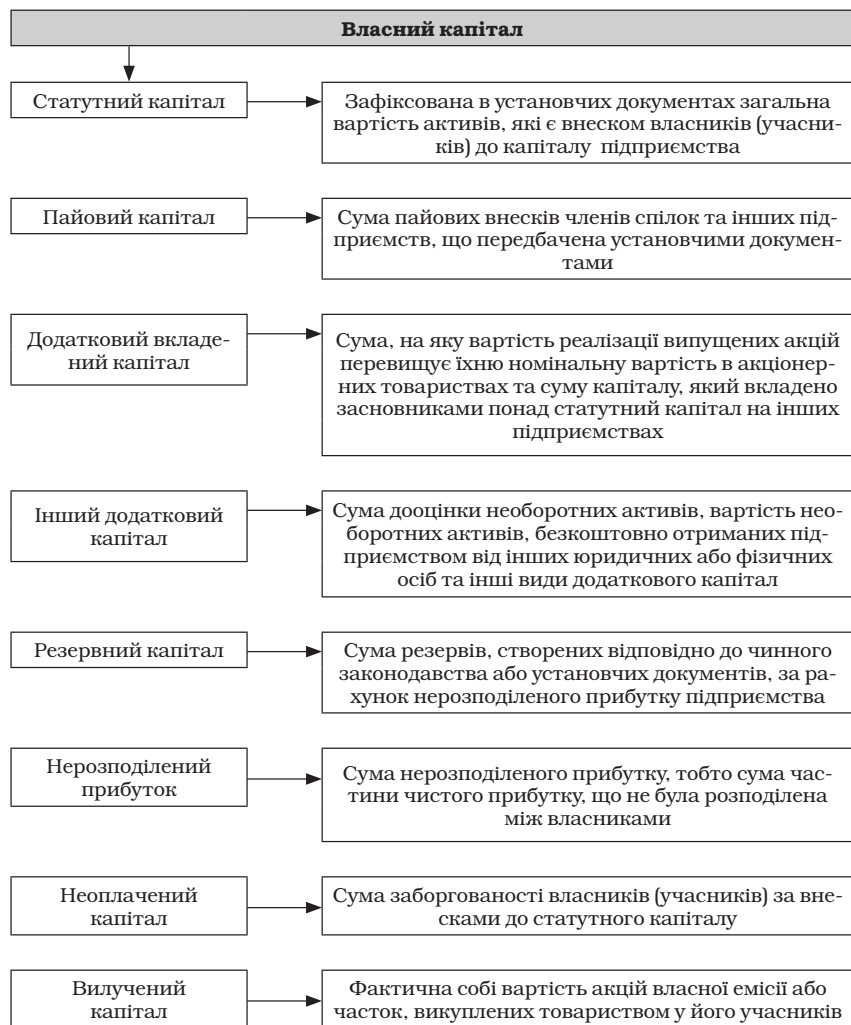 Власний капітал
Статутний капітал
Зафіксована в установчих документах загальна
вартість активів, які є внеском власників (учасни-
ків) до капіталу підприємства
Пайовий капітал
Сума пайових внесків членів спілок та інших під-
приємств, що передбачена установчими докумен-
тами
Додатковий вкладе-
ний капітал
Сума, на яку вартість реалізації випущених акцій
перевищує їхню номінальну вартість в акціонер-
них товариствах та суму капіталу, який вкладено
засновниками понад статутний капітал на інших
підприємствах
Інший додатковий
капітал
Сума дооцінки необоротних активів, вартість нео-
боротних активів, безкоштовно отриманих під-
приємством від інших юридичних або фізичних
осіб та інші види додаткового капітал
Резервний капітал
Сума резервів, створених відповідно до чинного
законодавства або установчих документів, за ра-
хунок нерозподіленого прибутку підприємства
Нерозподілений
прибуток
Сума нерозподіленого прибутку, тобто сума час-
тини чистого прибутку, що не була розподілена
між власниками
Неоплачений
капітал
Сума заборгованості власників (учасників) за вне-
сками до статутного капіталу
Вилучений
капітал
Фактична собі вартість акцій власної емісії або
часток, викуплених товариством у його учасників